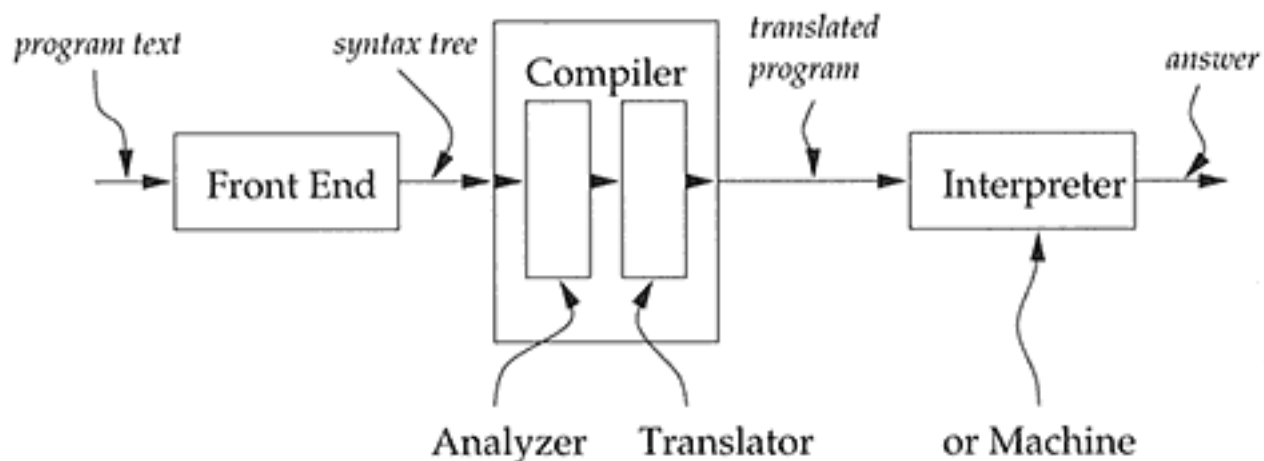 program text
syntax tree
translated
program
answer
Compiler
Front End
Interpreter
Analyzer
Translator
or Machine